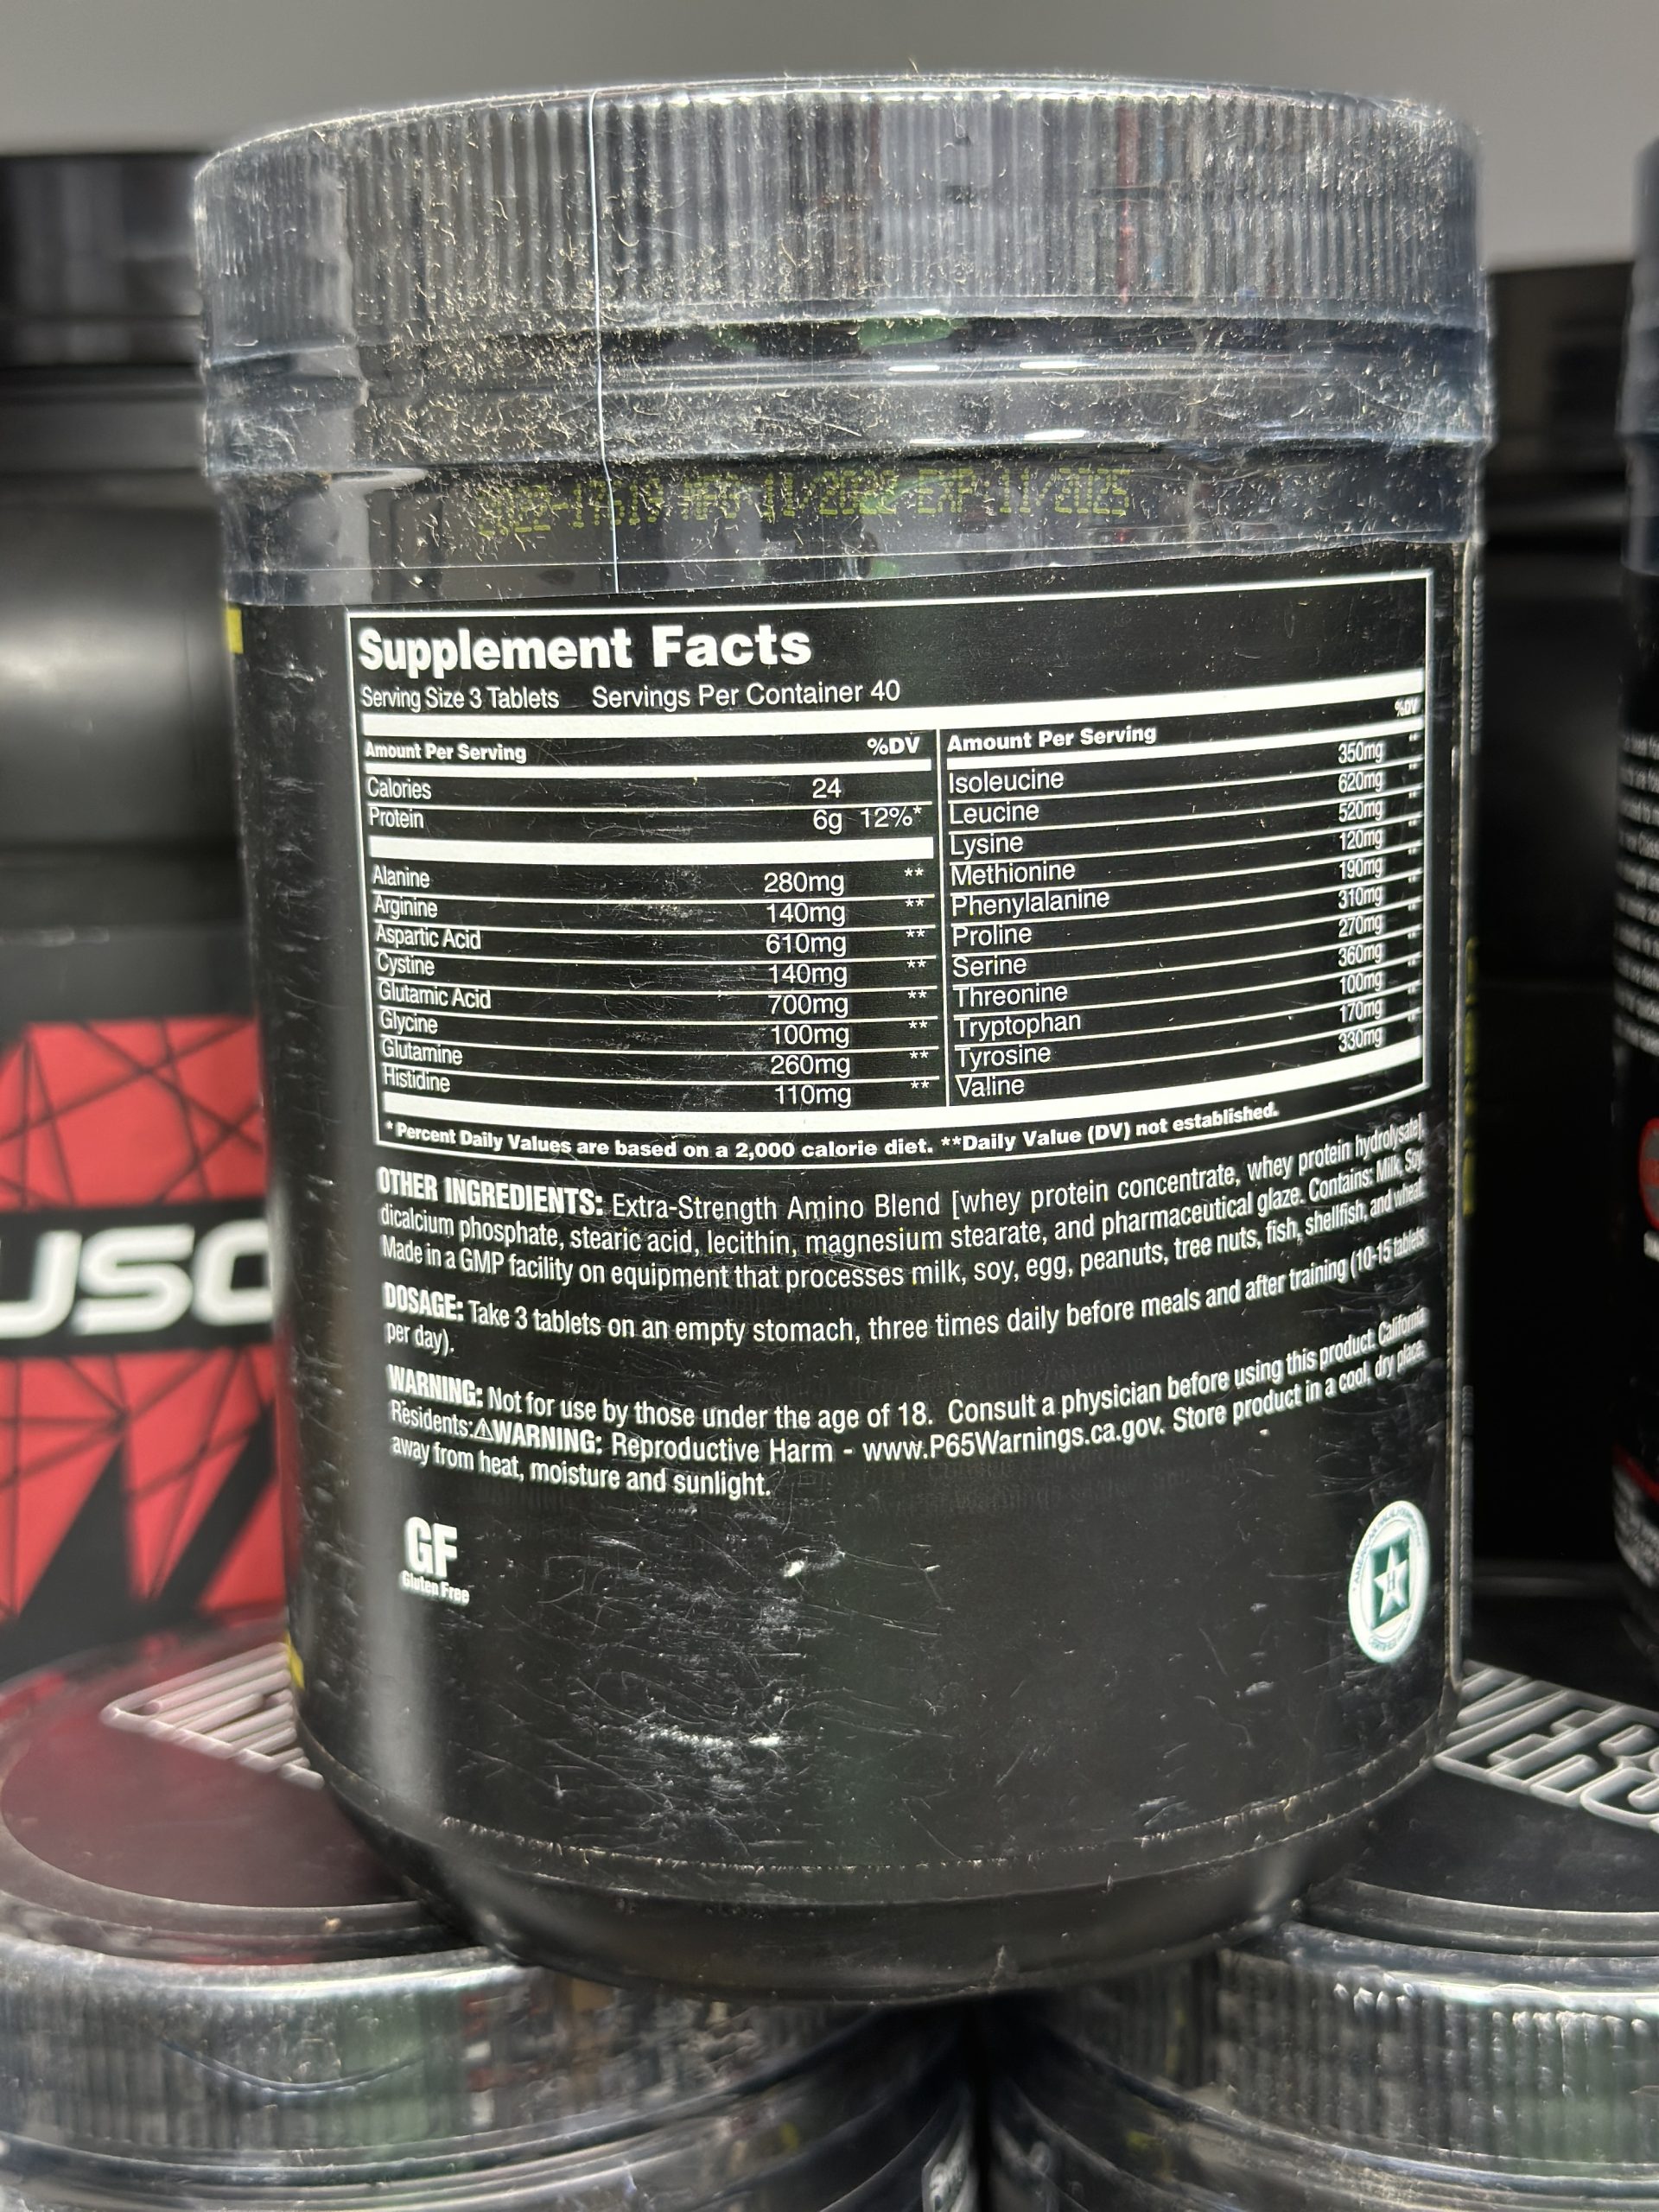 2022-17619 MFG 11/2022 EXP:11/2025
Supplement Facts
Serving Size 3 Tablets Servings Per Container 40
Amount Per Serving %DV
Calories 24
Protein 6g 12%*
Alanine 280mg **
Arginine 140mg **
Aspartic Acid 610mg **
Cystine 140mg **
Glutamic Acid 700mg **
Glycine 100mg **
Glutamine 260mg **
Histidine 110mg **
Amount Per Serving %DV
Isoleucine 350mg **
Leucine 620mg **
Lysine 520mg **
Methionine 120mg **
Phenylalanine 190mg **
Proline 310mg **
Serine 270mg **
Threonine 360mg **
Tryptophan 100mg **
Tyrosine 170mg **
Valine 330mg **
*Percent Daily Values are based on a 2,000 calorie diet. **Daily Value (DV) not established.
OTHER INGREDIENTS: Extra-Strength Amino Blend [whey protein concentrate, whey protein hydrolysate],
dicalcium phosphate, stearic acid, lecithin, magnesium stearate, and pharmaceutical glaze. Contains: Milk, Soy.
Made in a GMP facility on equipment that processes milk, soy, egg, peanuts, tree nuts, fish, shellfish, and wheat.
DOSAGE: Take 3 tablets on an empty stomach, three times daily before meals and after training (10-15 tablets
per day).
WARNING: Not for use by those under the age of 18. Consult a physician before using this product. California
Residents:⚠WARNING: Reproductive Harm - www.P65Warnings.ca.gov. Store product in a cool, dry place,
away from heat, moisture and sunlight.
GF
Gluten Free
H
USC